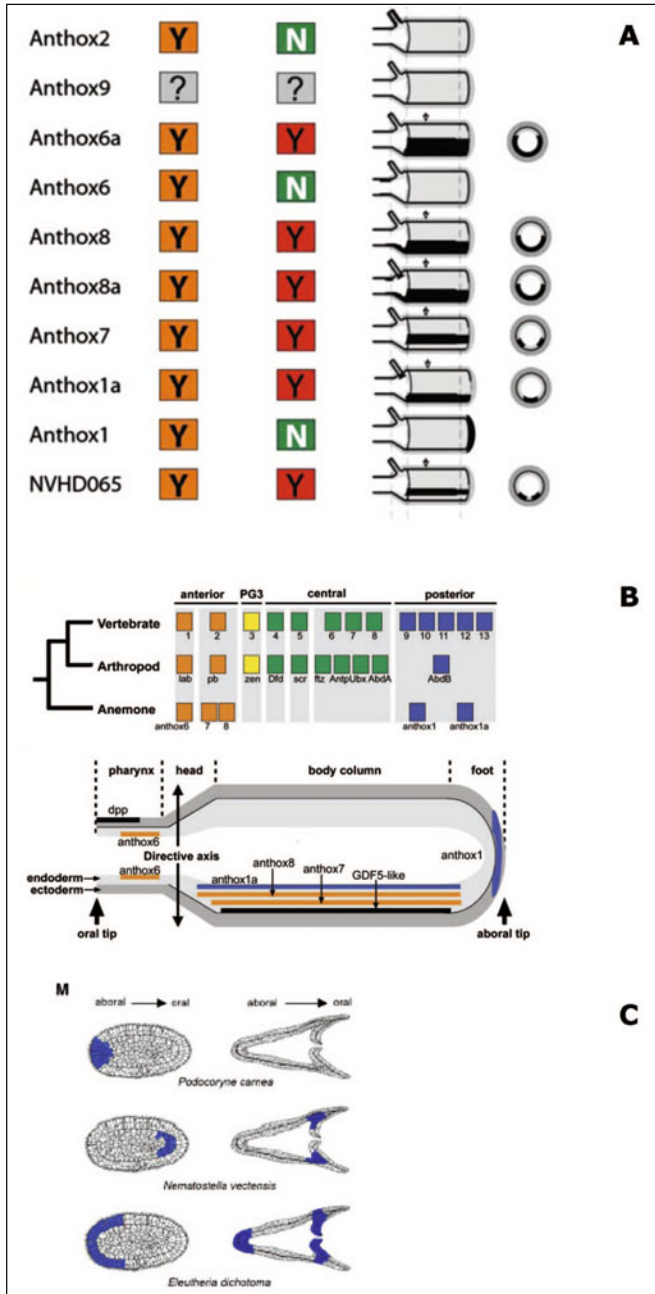 A
Anthox2 Y N
Anthox9 ? ?
Anthox6a Y Y
Anthox6 Y N
Anthox8 Y Y
Anthox8a Y Y
Anthox7 Y Y
Anthox1a Y Y
Anthox1 Y N
NVHD065 Y Y
B
anterior PG3 central posterior
Vertebrate
1 2 3 4 5 6 7 8 9 10 11 12 13
Arthropod
lab pb zen Dfd scr ftz Antp Ubx AbdA AbdB
Anemone
anthox6 7 8 anthox1 anthox1a
pharynx head body column foot
dpp
anthox6
anthox1
Directive axis
anthox8
anthox6 anthox7 GDF5-like
endoderm anthox1a
ectoderm
oral tip aboral tip
C
M
aboral oral aboral oral
Podocoryne carnea
Nematostella vectensis
Eleutheria dichotoma